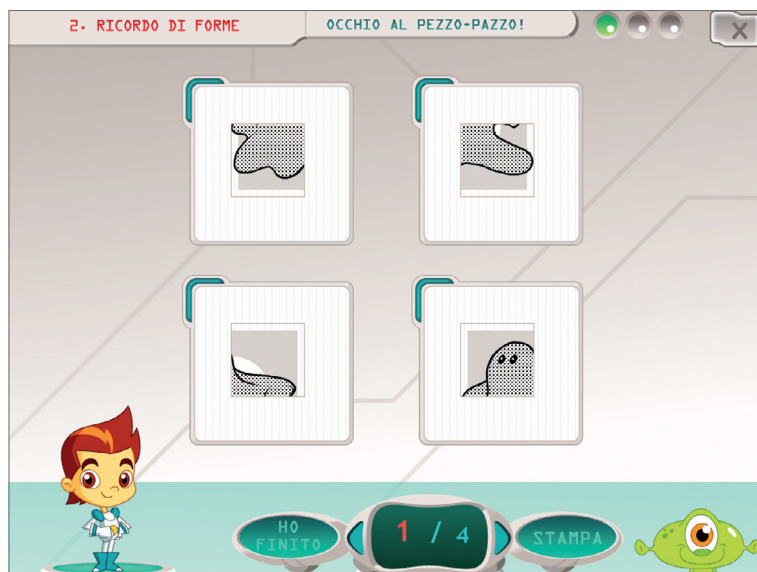 2. RICORDO DI FORME
OCCHIO AL PEZZO-PAZZO!
X
HO
FINITO
1 / 4
STAMPA